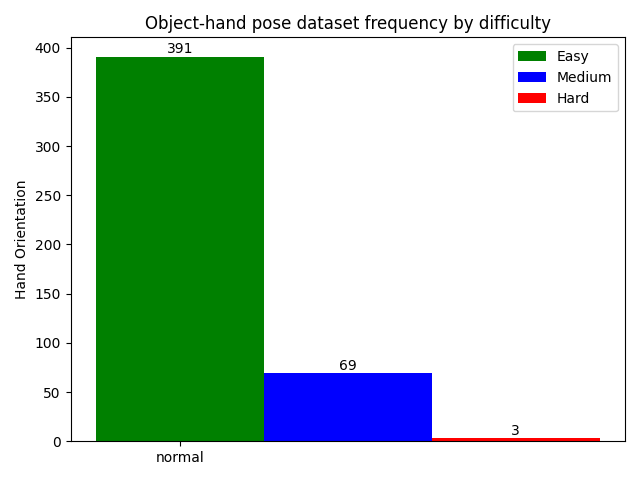 Object-hand pose dataset frequency by difficulty
Easy
Medium
Hard
Hand Orientation
400
350
300
250
200
150
100
50
0
391
69
3
normal